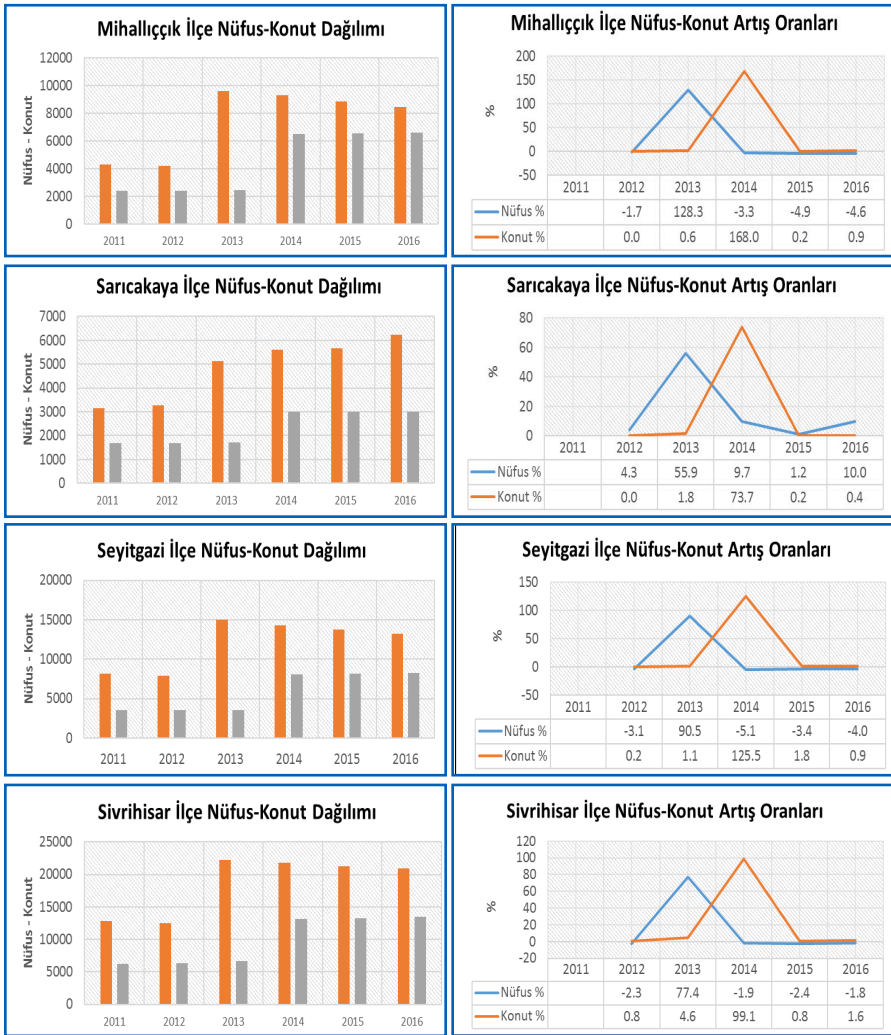 Mihallıççık İlçe Nüfus-Konut Dağılımı
12000
10000
8000
6000
4000
2000
0
Nüfus - Konut
2011 2012 2013 2014 2015 2016
Mihallıççık İlçe Nüfus-Konut Artış Oranları
200
150
100
50
0
-50
%
2011 2012 2013 2014 2015 2016
Nüfus % -1.7 128.3 -3.3 -4.9 -4.6
Konut % 0.0 0.6 168.0 0.2 0.9
Sarıcakaya İlçe Nüfus-Konut Dağılımı
7000
6000
5000
4000
3000
2000
1000
0
Nüfus - Konut
2011 2012 2013 2014 2015 2016
Sarıcakaya İlçe Nüfus-Konut Artış Oranları
80
60
40
20
0
%
2011 2012 2013 2014 2015 2016
Nüfus % 4.3 55.9 9.7 1.2 10.0
Konut % 0.0 1.8 73.7 0.2 0.4
Seyitgazi İlçe Nüfus-Konut Dağılımı
20000
15000
10000
5000
0
Nüfus - Konut
2011 2012 2013 2014 2015 2016
Seyitgazi İlçe Nüfus-Konut Artış Oranları
150
100
50
0
-50
%
2011 2012 2013 2014 2015 2016
Nüfus % -3.1 90.5 -5.1 -3.4 -4.0
Konut % 0.2 1.1 125.5 1.8 0.9
Sivrihisar İlçe Nüfus-Konut Dağılımı
25000
20000
15000
10000
5000
0
Nüfus - Konut
2011 2012 2013 2014 2015 2016
Sivrihisar İlçe Nüfus-Konut Artış Oranları
120
100
80
60
40
20
0
-20
%
2011 2012 2013 2014 2015 2016
Nüfus % -2.3 77.4 -1.9 -2.4 -1.8
Konut % 0.8 4.6 99.1 0.8 1.6